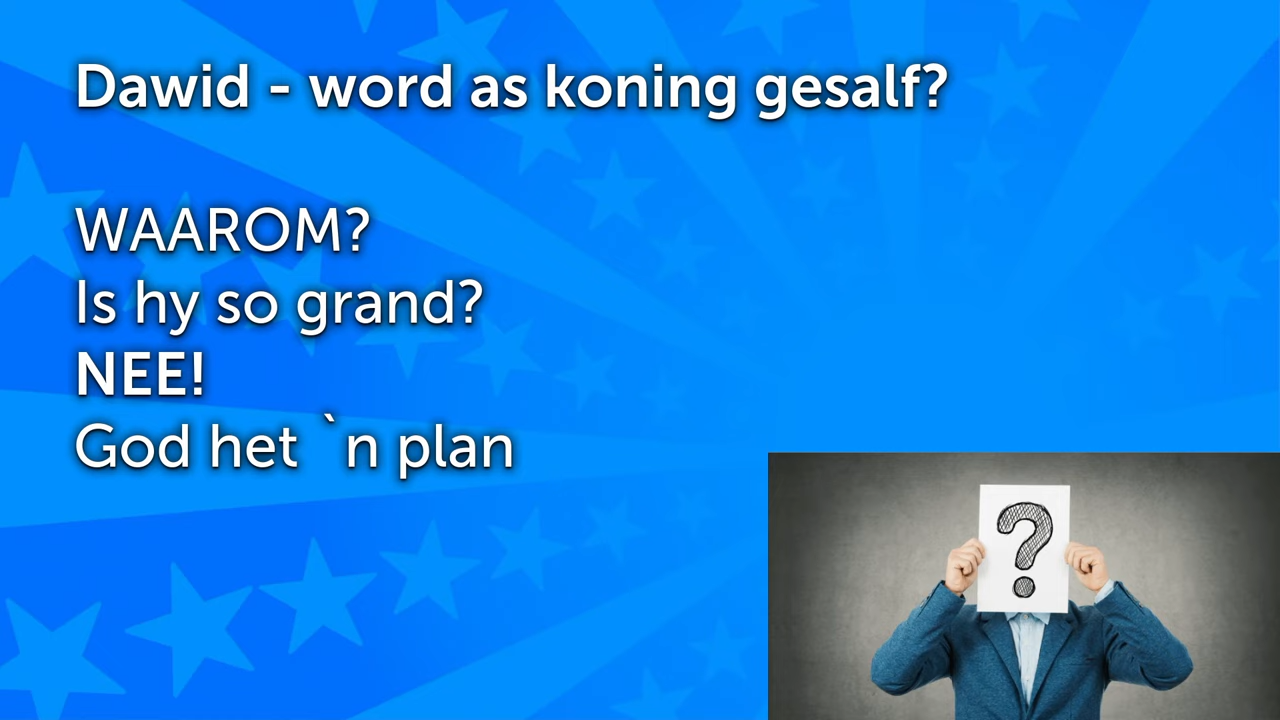 Dawid - word as koning gesalf?
WAAROM?
Is hy so grand?
NEE!
God het `n plan
?